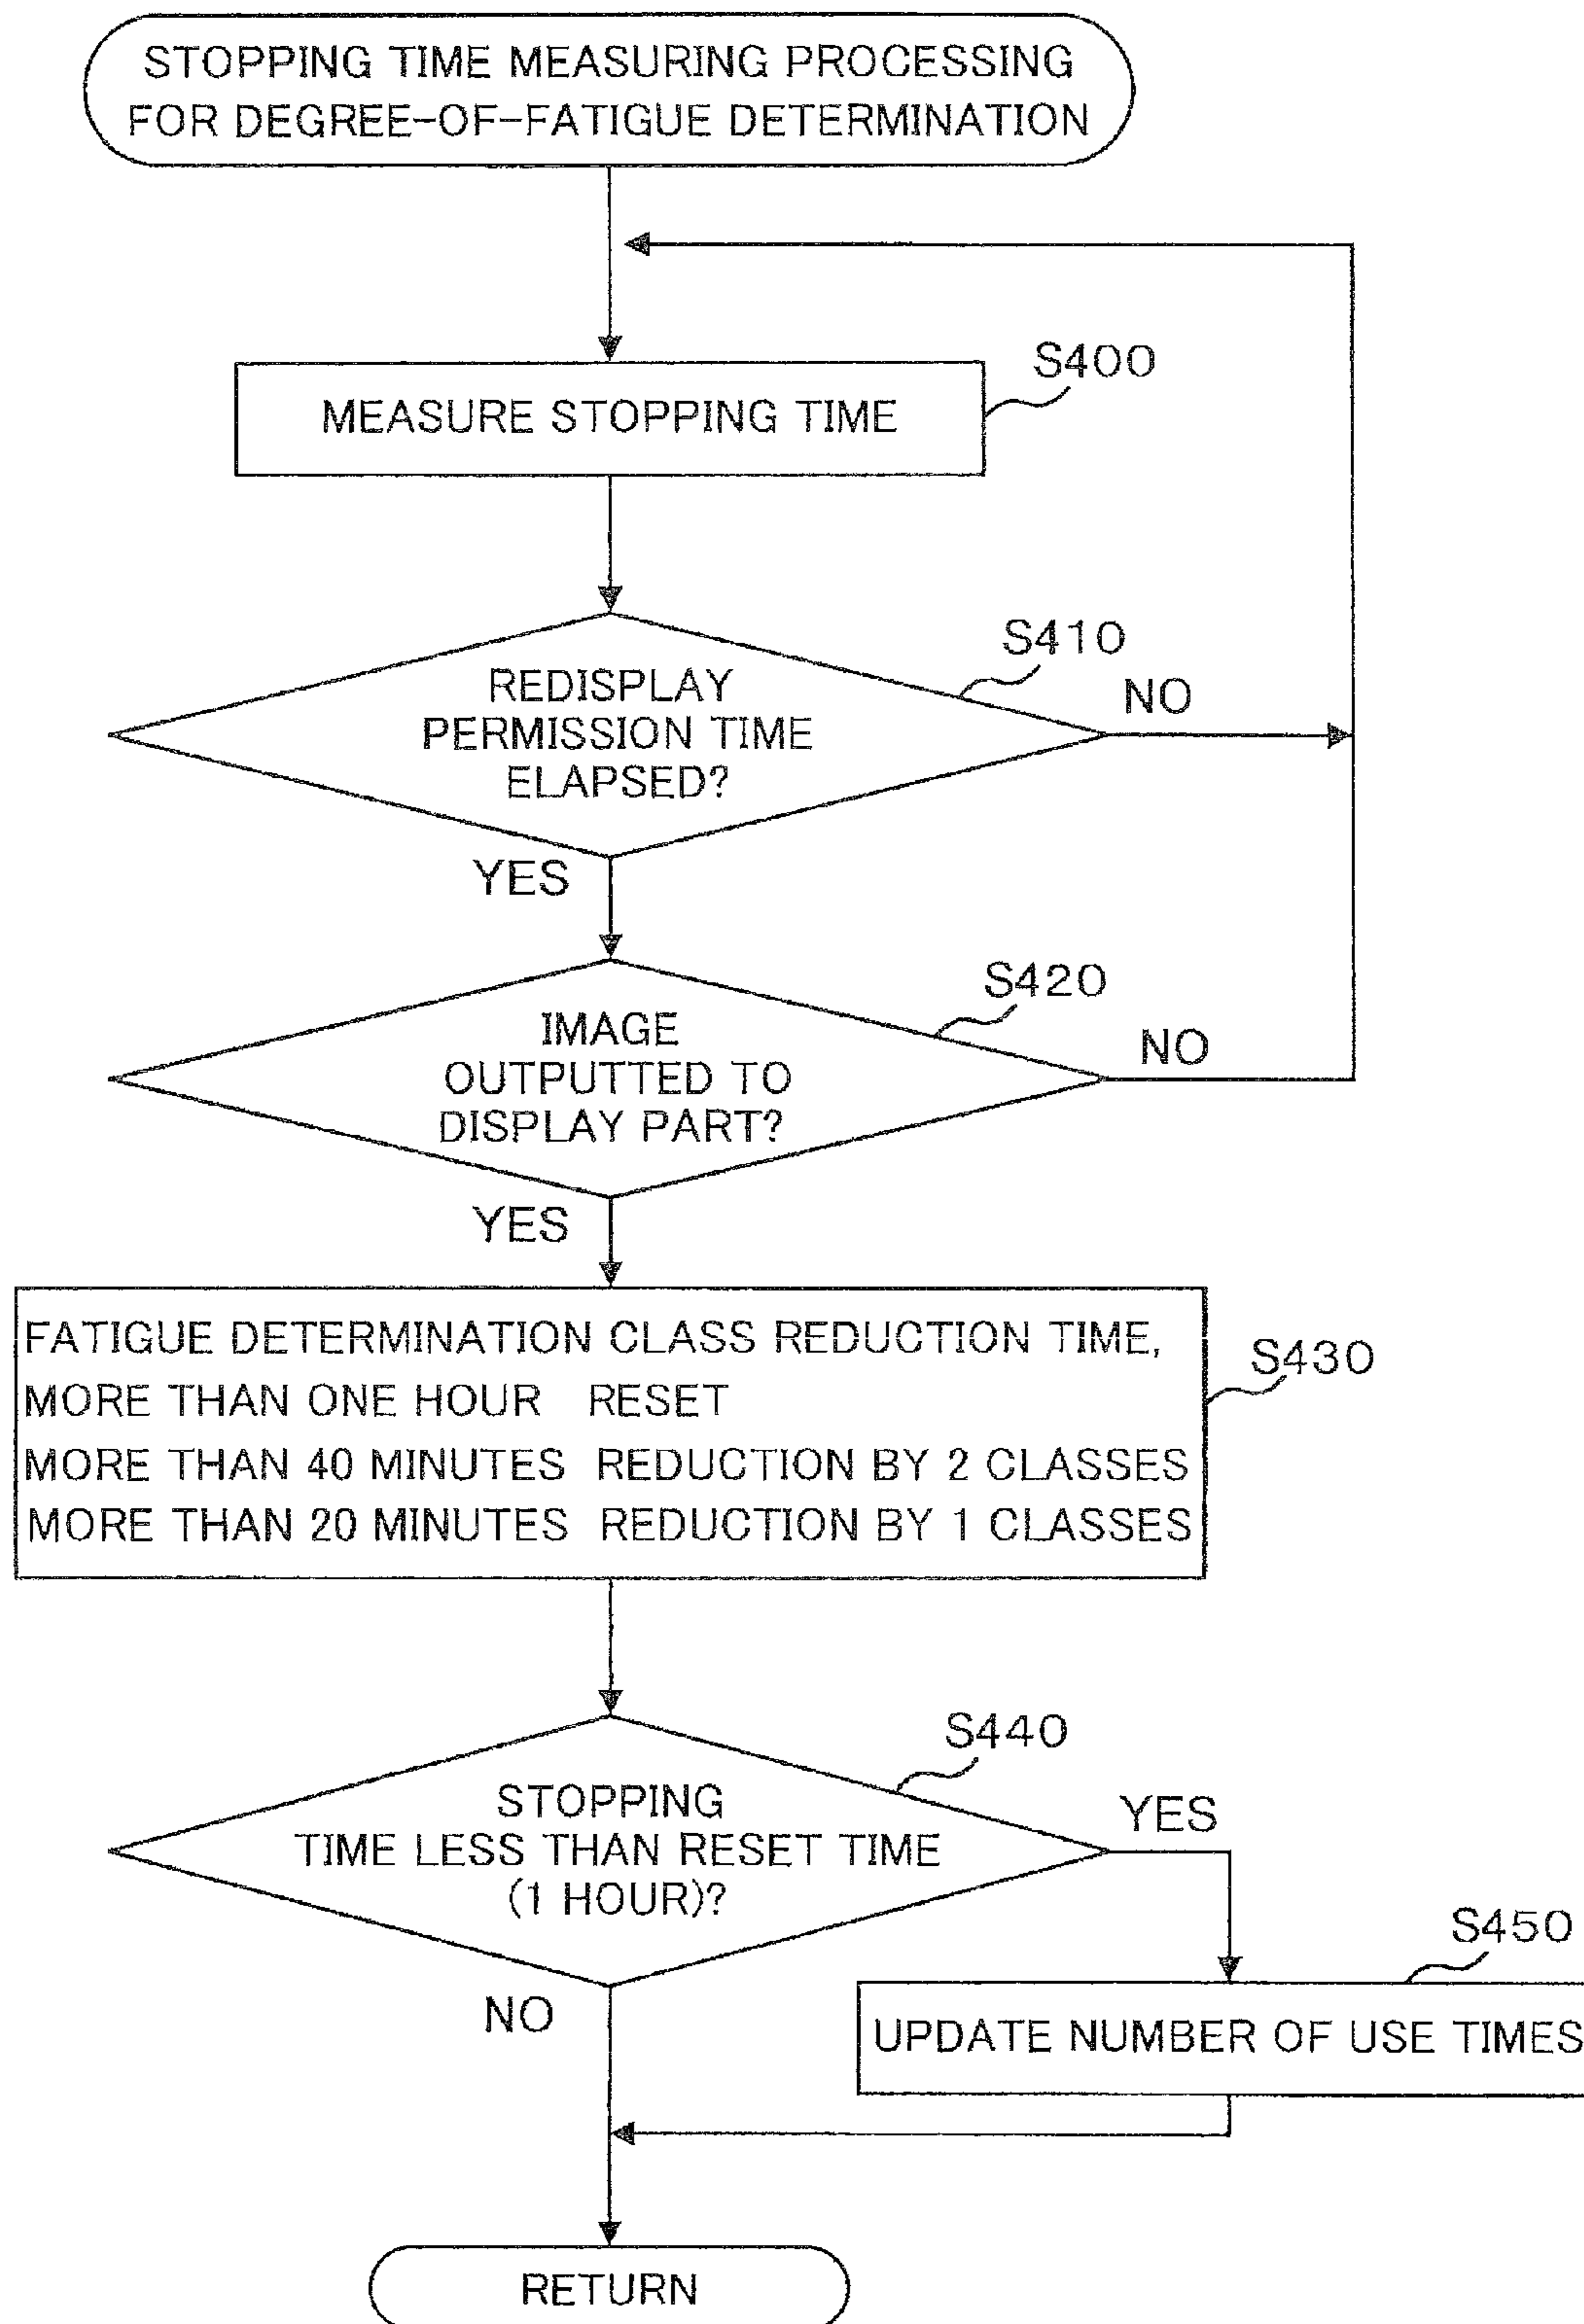 STOPPING TIME MEASURING PROCESSING
FOR DEGREE-OF-FATIGUE DETERMINATION
S400
MEASURE STOPPING TIME
S410
REDISPLAY
PERMISSION TIME
ELAPSED?
NO
YES
S420
IMAGE
OUTPUTTED TO
DISPLAY PART?
NO
YES
FATIGUE DETERMINATION CLASS REDUCTION TIME,
MORE THAN ONE HOUR RESET
MORE THAN 40 MINUTES REDUCTION BY 2 CLASSES
MORE THAN 20 MINUTES REDUCTION BY 1 CLASSES
S430
S440
STOPPING
TIME LESS THAN RESET TIME
(1 HOUR)?
YES
NO
S450
UPDATE NUMBER OF USE TIMES
RETURN